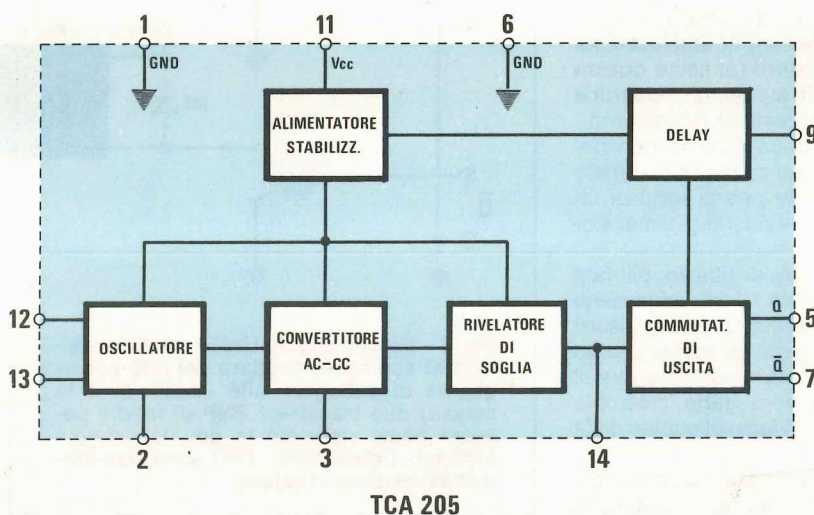 1
11
6
GND
Vcc
GND
ALIMENTATORE
STABILIZZ.
DELAY
9
12
13
OSCILLATORE
CONVERTITORE
AC-CC
RIVELATORE
DI
SOGLIA
COMMUTAT.
DI
USCITA
Q
5
Q̅
7
2
3
14
TCA 205